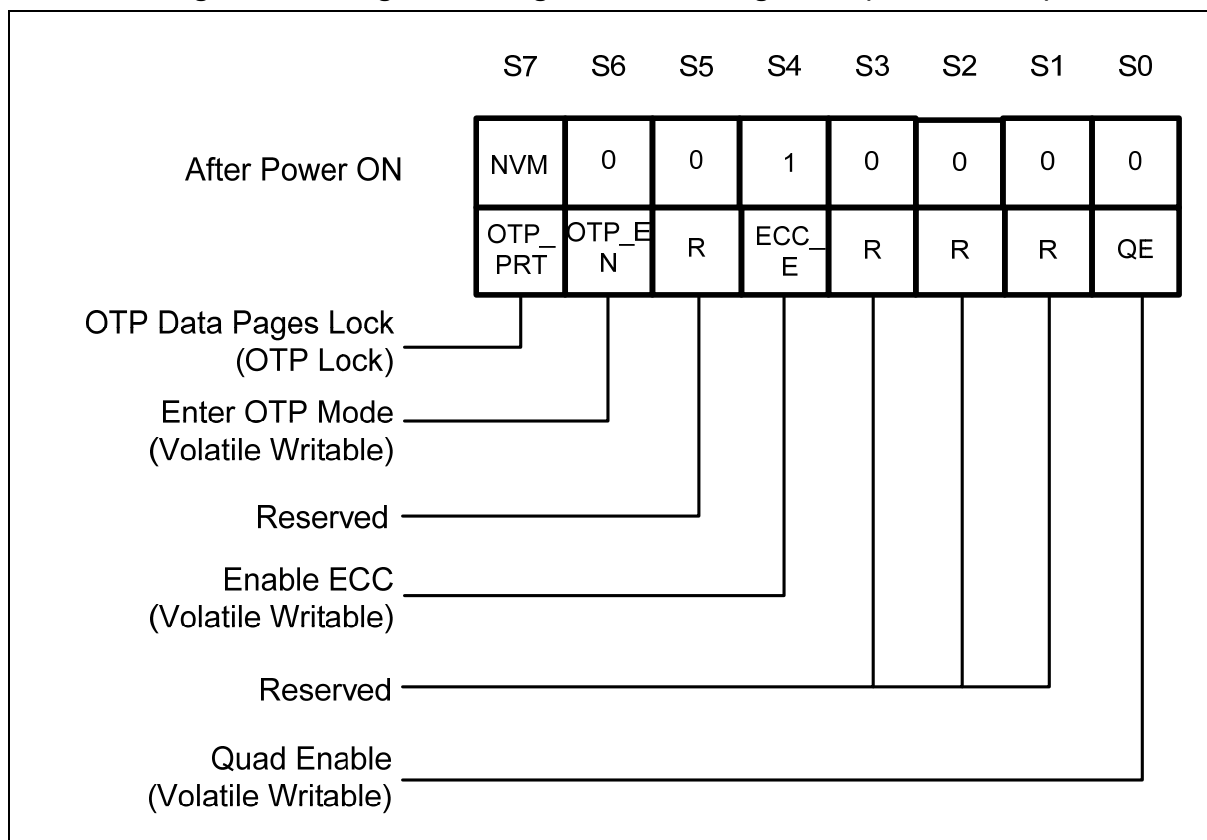 S7 S6 S5 S4 S3 S2 S1 S0
After Power ON NVM 0 0 1 0 0 0 0
OTP_ OTP_E R ECC_ R R R QE
PRT N E
OTP Data Pages Lock
(OTP Lock)
Enter OTP Mode
(Volatile Writable)
Reserved
Enable ECC
(Volatile Writable)
Reserved
Quad Enable
(Volatile Writable)